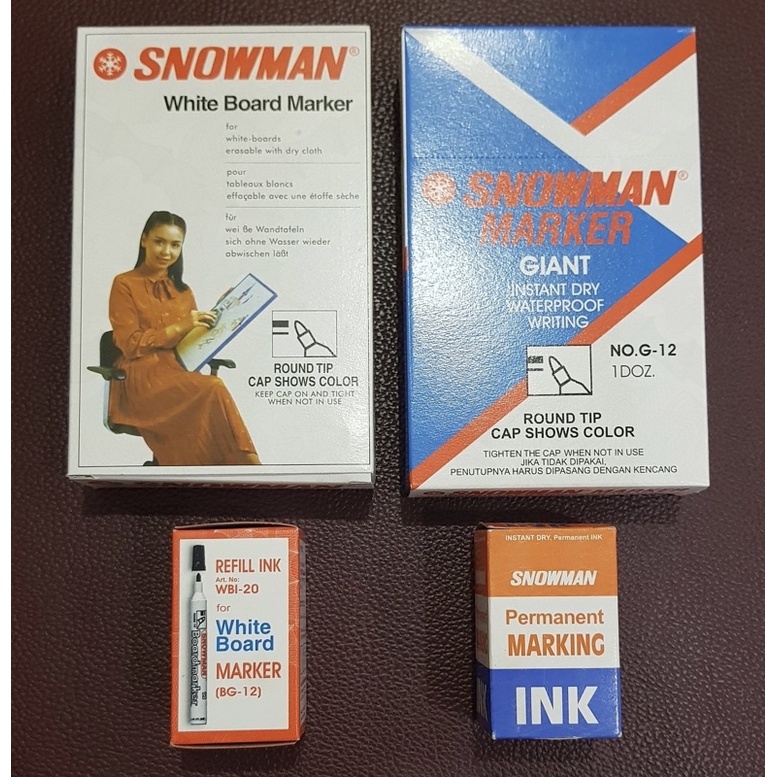 SNOWMAN®
White Board Marker
for
white-boards
erasable with dry cloth
pour
tableaux blancs
effoçable avec une étoffe sèche
für
wei ße Wandtafeln
sich ohne Wasser wieder
abwischen läßt
ROUND TIP
CAP SHOWS COLOR
KEEP CAP ON AND TIGHT
WHEN NOT IN USE
SNOWMAN®
MARKER
GIANT
INSTANT DRY
WATERPROOF
WRITING
NO.G-12
1DOZ.
ROUND TIP
CAP SHOWS COLOR
TIGHTEN THE CAP WHEN NOT IN USE
JIKA TIDAK DIPAKAI,
PENUTUPNYA HARUS DIPASANG DENGAN KENCANG
REFILL INK
Art. No:
WBI-20
for
White
Board
MARKER
(BG-12)
SNOWMAN
Boardmarker
INSTANT DRY, Permanent INK
SNOWMAN
Permanent
MARKING
INK